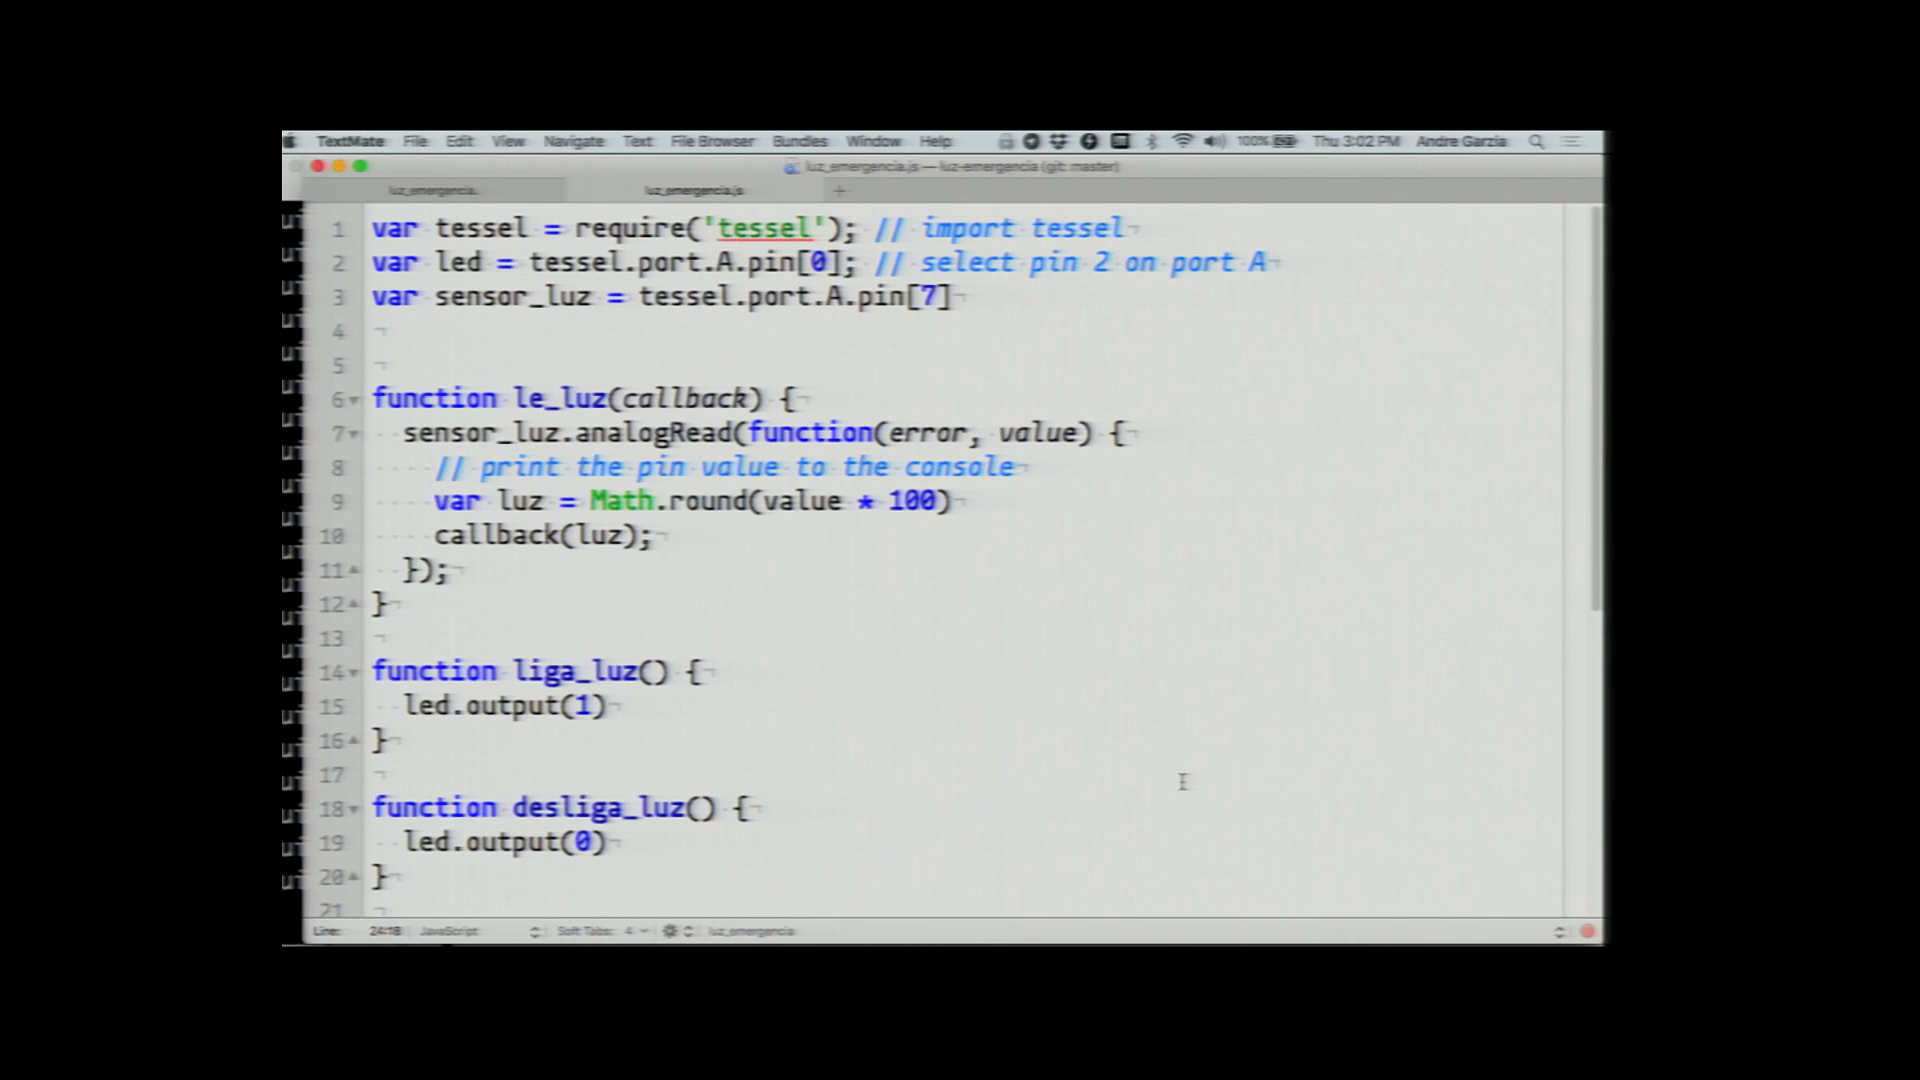 TextMate File Edit View Navigate Text File Browser Bundles Window Help 100% Thu 3:02 PM Andre Garzia
luz_emergencia.js — luz-emergencia (git: master)
luz_emergencia. luz_emergencia.js +
1 var tessel = require('tessel'); // import tessel
2 var led = tessel.port.A.pin[0]; // select pin 2 on port A
3 var sensor_luz = tessel.port.A.pin[7]
4
5
6 function le_luz(callback) {
7 sensor_luz.analogRead(function(error, value) {
8 // print the pin value to the console
9 var luz = Math.round(value * 100)
10 callback(luz);
11 });
12 }
13
14 function liga_luz() {
15 led.output(1)
16 }
17
18 function desliga_luz() {
19 led.output(0)
20 }
21
Line: 24:18 JavaScript Soft Tabs: 4 luz_emergencia